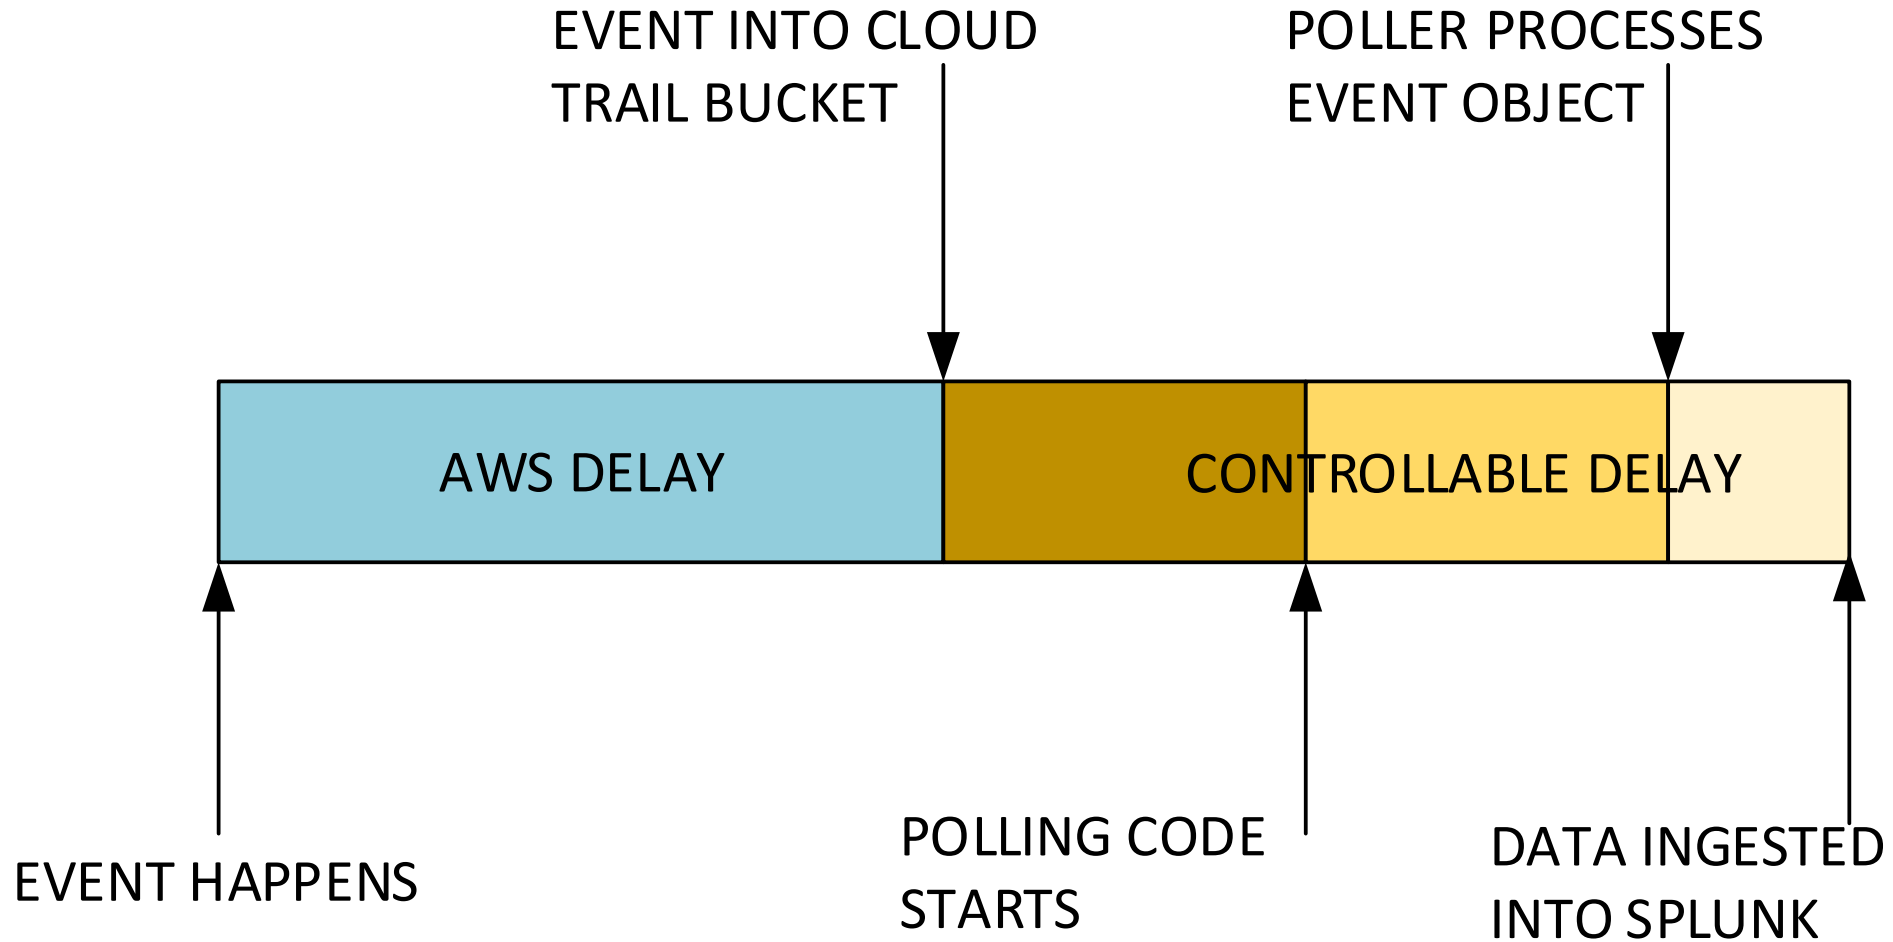 EVENT INTO CLOUD
TRAIL BUCKET
POLLER PROCESSES
EVENT OBJECT
AWS DELAY
CONTROLLABLE DELAY
EVENT HAPPENS
POLLING CODE
STARTS
DATA INGESTED
INTO SPLUNK